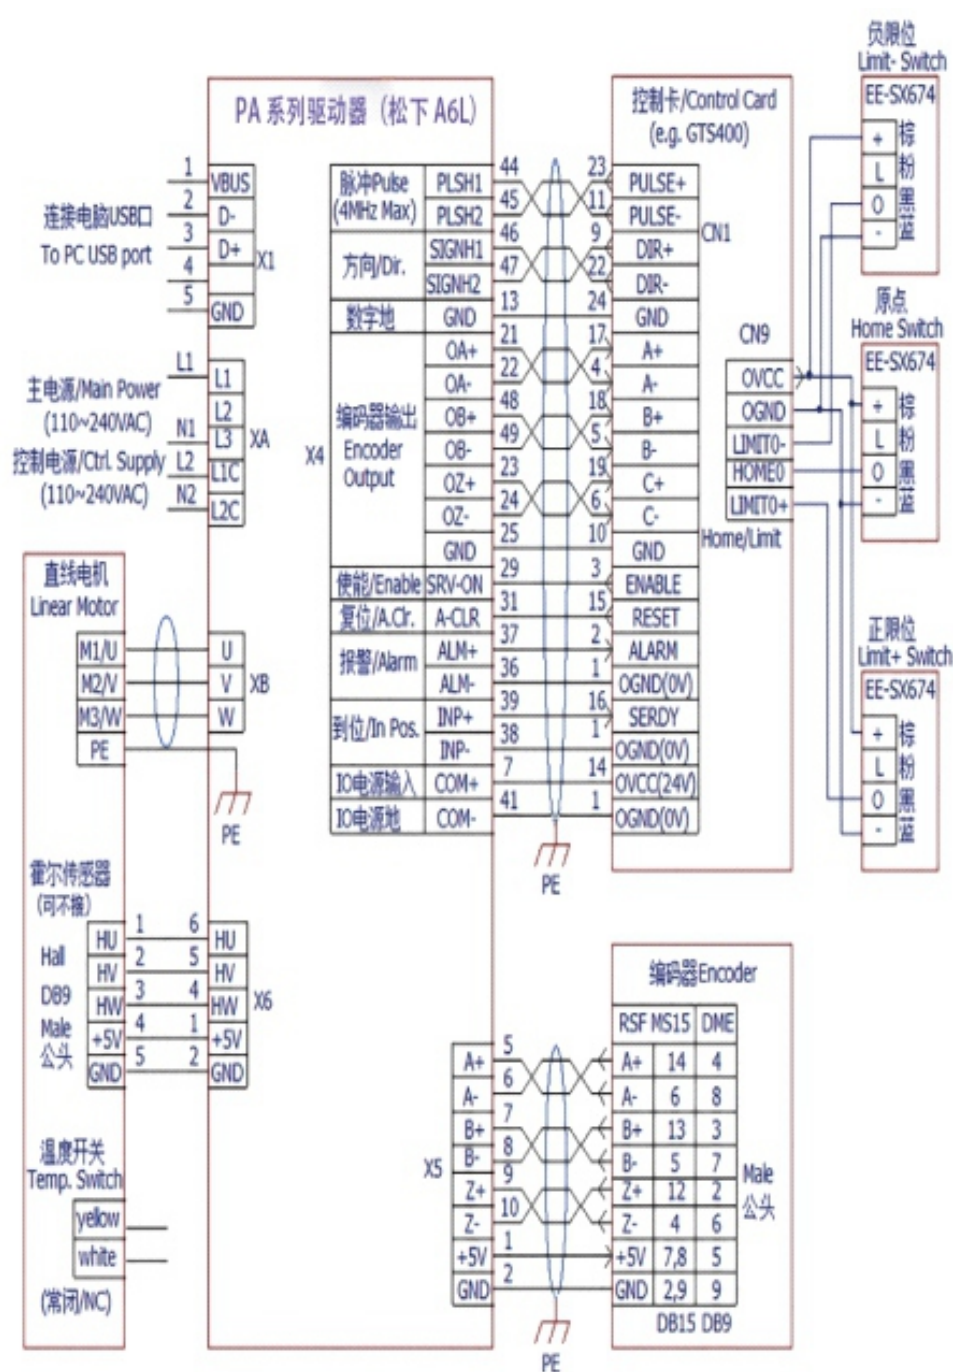 PA 系列驱动器（松下 A6L）
1
VBUS
2
D-
3
D+
4
5
GND
X1
连接电脑USB口
To PC USB port
L1
L1
L2
主电源/Main Power
(110~240VAC)
N1
L3
XA
控制电源/Ctrl. Supply
(110~240VAC)
L2
L1C
N2
L2C
直线电机
Linear Motor
M1/U
M2/V
M3/W
PE
U
V
W
XB
PE
霍尔传感器
(可不接)
Hall
DB9
Male
公头
HU
HV
HW
+5V
GND
1
2
3
4
5
6
5
4
1
2
HU
HV
HW
+5V
GND
X6
温度开关
Temp. Switch
yellow
white
(常闭/NC)
X4
脉冲Pulse
(4MHz Max)
PLSH1
PLSH2
方向/Dir.
SIGNH1
SIGNH2
数字地
GND
编码器输出
Encoder
Output
OA+
OA-
OB+
OB-
OZ+
OZ-
GND
使能/Enable
SRV-ON
复位/A.Clr.
A-CLR
报警/Alarm
ALM+
ALM-
到位/In Pos.
INP+
INP-
IO电源输入
COM+
IO电源地
COM-
44
45
46
47
13
21
22
48
49
23
24
25
29
31
37
36
39
38
7
41
23
11
9
22
24
17
4
18
5
19
6
10
3
15
2
1
16
1
14
1
PE
控制卡/Control Card
(e.g. GTS400)
PULSE+
PULSE-
DIR+
DIR-
GND
A+
A-
B+
B-
C+
C-
GND
ENABLE
RESET
ALARM
OGND(0V)
SERDY
OGND(0V)
OVCC(24V)
OGND(0V)
CN1
CN9
OVCC
OGND
LIMIT0-
HOME0
LIMIT0+
Home/Limit
负限位
Limit- Switch
EE-SX674
+ 棕
L 粉
O 黑
- 蓝
原点
Home Switch
EE-SX674
+ 棕
L 粉
O 黑
- 蓝
正限位
Limit+ Switch
EE-SX674
+ 棕
L 粉
O 黑
- 蓝
X5
A+
A-
B+
B-
Z+
Z-
+5V
GND
5
6
7
8
9
10
1
2
PE
编码器Encoder
RSF MS15 DME
A+ 14 4
A- 6 8
B+ 13 3
B- 5 7
Z+ 12 2
Z- 4 6
+5V 7,8 5
GND 2,9 9
DB15 DB9
Male
公头